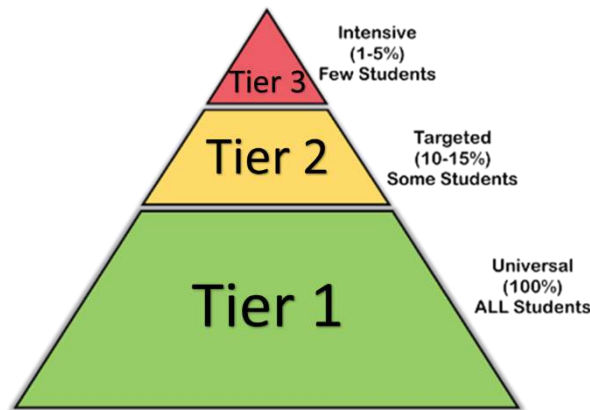 Tier 3
Intensive
(1-5%)
Few Students
Tier 2
Targeted
(10-15%)
Some Students
Tier 1
Universal
(100%)
ALL Students